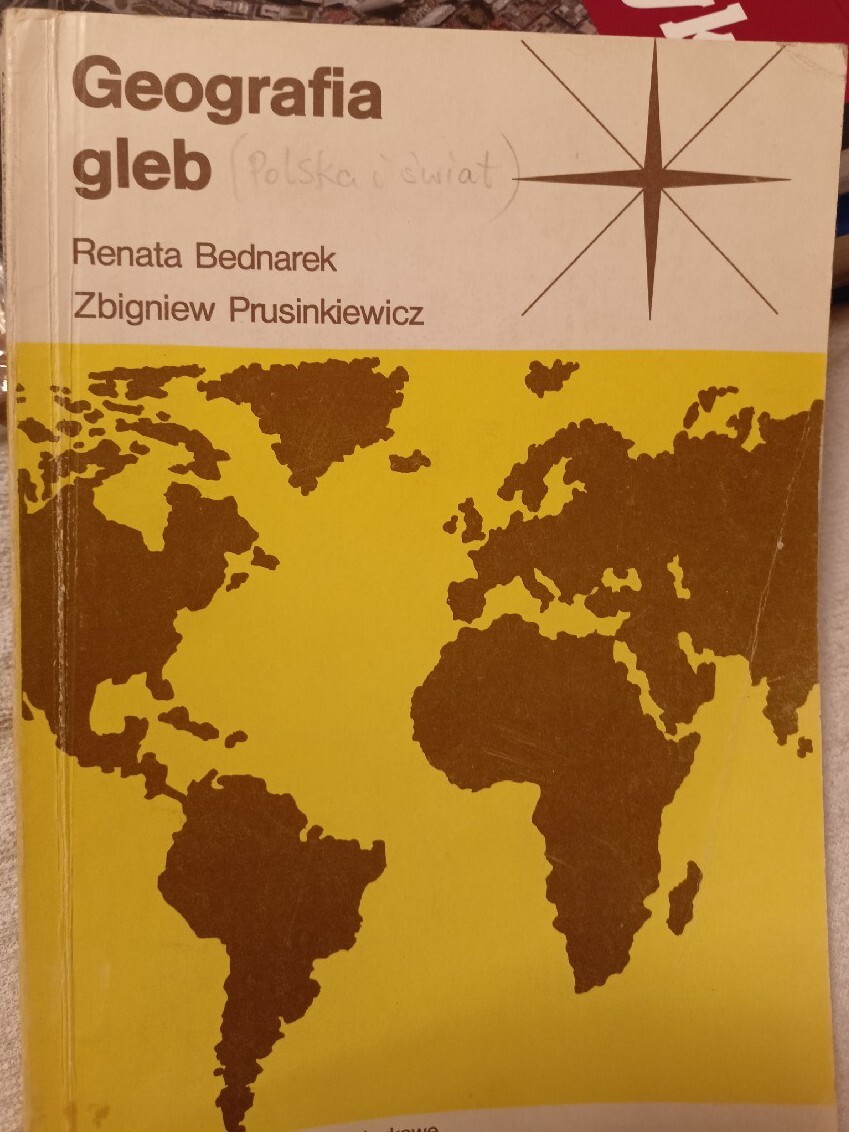 Geografia
gleb (Polska i świat)
Renata Bednarek
Zbigniew Prusinkiewicz